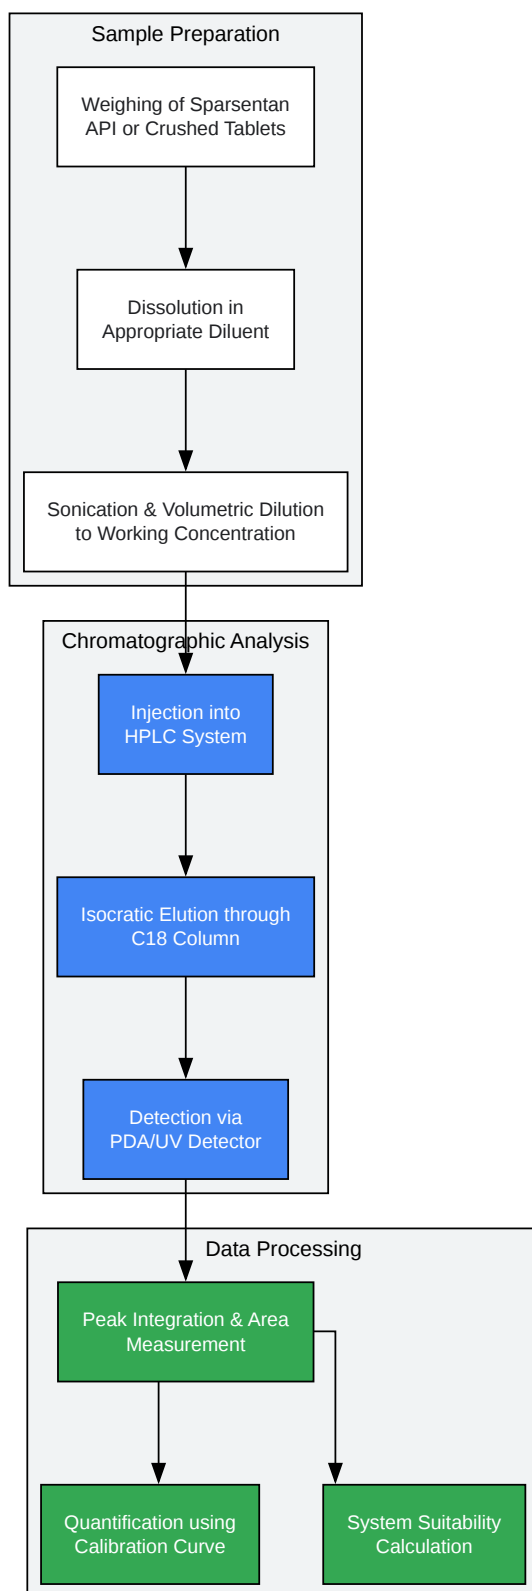 Sample Preparation
Weighing of Sparsentan
API or Crushed Tablets
Dissolution in
Appropriate Diluent
Sonication & Volumetric Dilution
to Working Concentration
Chromatographic Analysis
Injection into
HPLC System
Isocratic Elution through
C18 Column
Detection via
PDA/UV Detector
Data Processing
Peak Integration & Area
Measurement
Quantification using
Calibration Curve
System Suitability
Calculation